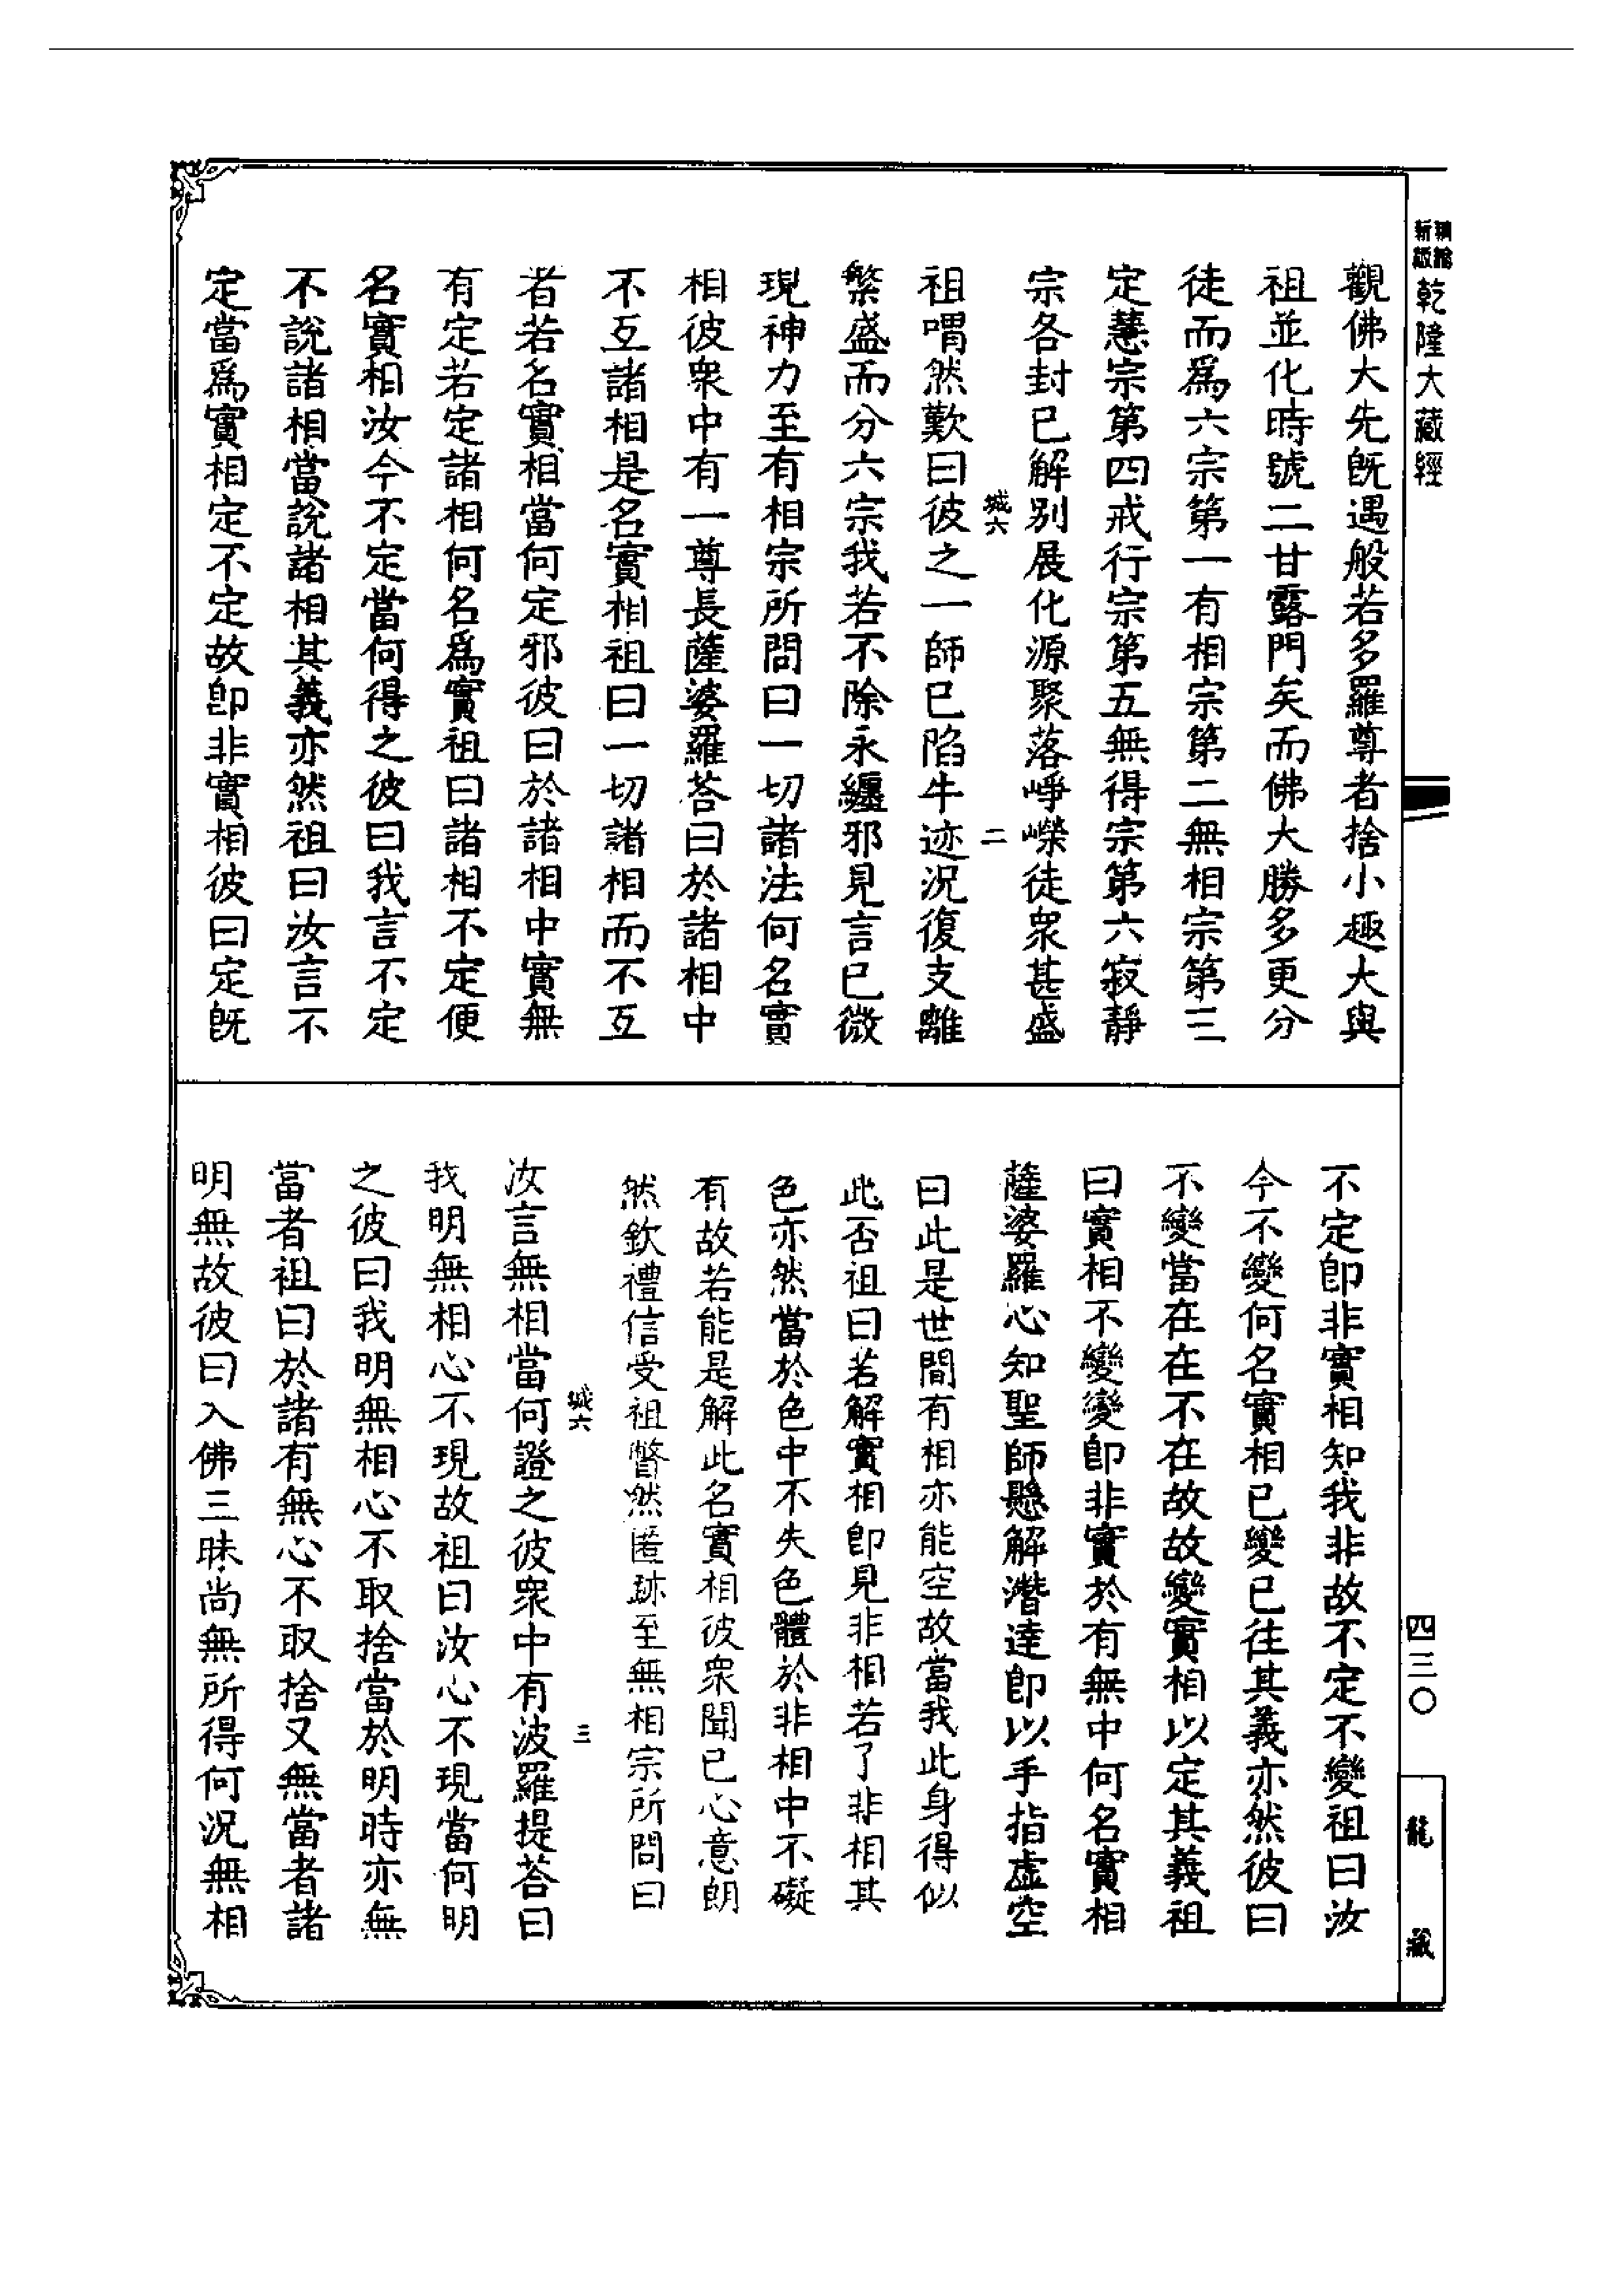 新版
乾隆大藏經
觀佛大先既遇般若多羅尊者捨小趣大與
祖並化時號二甘露門矣而佛大勝多更分
徒而爲六宗第一有相宗第二無相宗第三
定慧宗第四戒行宗第五無得宗第六寂靜
宗各封已解別展化源聚落崢嶸徒衆甚盛
城六
二
祖喟然歎曰彼之一師已陷牛迹況復支離
繁盛而分六宗我若不除永纏邪見言已微
現神力至有相宗所問曰一切諸法何名實
相彼衆中有一尊長薩婆羅荅曰於諸相中
不互諸相是名實相祖曰一切諸相而不互
者若名實相當何定邪彼曰於諸相中實無
有定若定諸相何名爲實祖曰諸相不定便
名實相汝今不定當何得之彼曰我言不定
不說諸相當說諸相其義亦然祖曰汝言不
定當爲實相定不定故卽非實相彼曰定旣
不定卽非實相知我非故不定不變祖曰汝
今不變何名實相已變已往其義亦然彼曰
不變當在在不在故故變實相以定其義祖
曰實相不變變卽非實於有無中何名實相
薩婆羅心知聖師懸解潛達卽以手指虛空
曰此是世間有相亦能空故當我此身得似
此否祖曰若解實相卽見非相若了非相其
色亦然當於色中不失色體於非相中不礙
有故若能是解此名實相彼衆聞已心意朗
然欽禮信受祖瞥然匿跡至無相宗所問曰
城六
三
汝言無相當何證之彼衆中有波羅提荅曰
我明無相心不現故祖曰汝心不現當何明
之彼曰我明無相心不取捨當於明時亦無
當者祖曰於諸有無心不取捨又無當者諸
明無故彼曰入佛三昧尚無所得何況無相
四三〇
龍藏